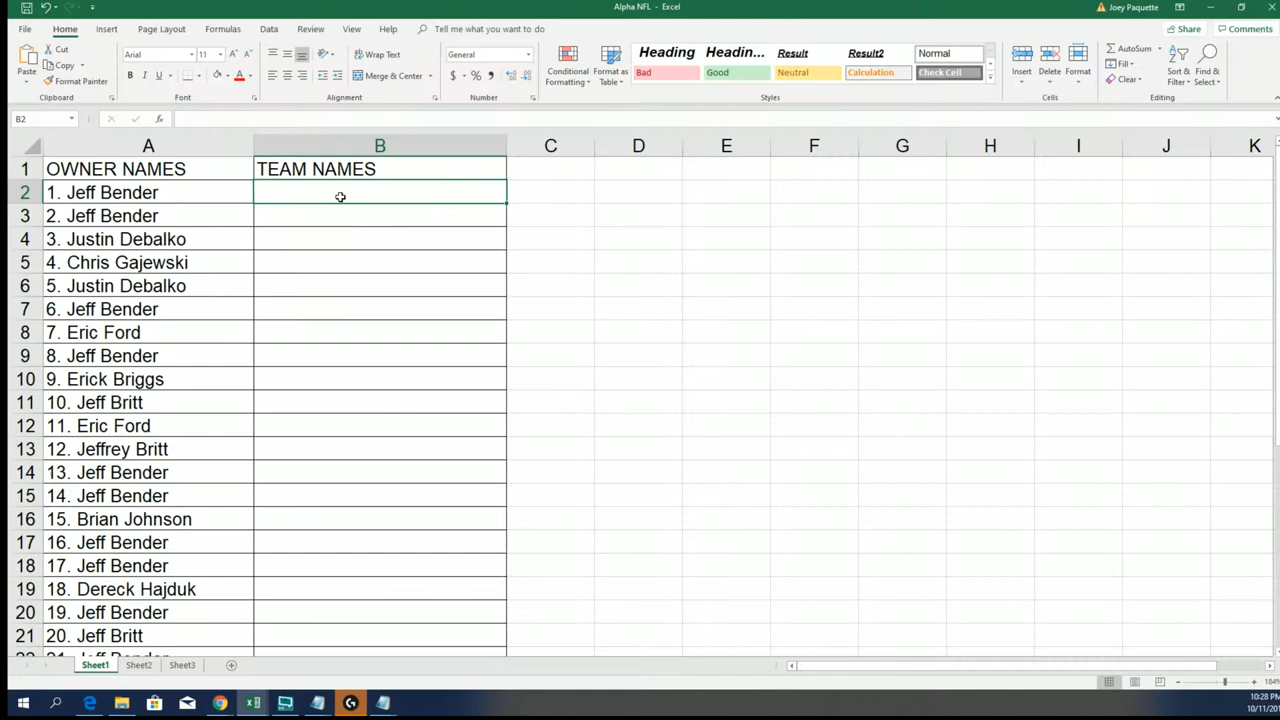 Alpha NFL - Excel
Joey Paquette
File Home Insert Page Layout Formulas Data Review View Help Tell me what you want to do
Share Comments
Cut
Copy
Format Painter
Paste
Clipboard
Arial 11
B I U
Font
Wrap Text
Merge & Center
Alignment
General
$ % ,
Number
Conditional Formatting
Format as Table
Heading Headin... Result Result2 Normal
Bad Good Neutral Calculation Check Cell
Styles
Insert Delete Format
Cells
AutoSum
Fill
Clear
Sort & Filter
Find & Select
Editing
B2
fx
A B C D E F G H I J K
1 OWNER NAMES TEAM NAMES
2 1. Jeff Bender
3 2. Jeff Bender
4 3. Justin Debalko
5 4. Chris Gajewski
6 5. Justin Debalko
7 6. Jeff Bender
8 7. Eric Ford
9 8. Jeff Bender
10 9. Erick Briggs
11 10. Jeff Britt
12 11. Eric Ford
13 12. Jeffrey Britt
14 13. Jeff Bender
15 14. Jeff Bender
16 15. Brian Johnson
17 16. Jeff Bender
18 17. Jeff Bender
19 18. Dereck Hajduk
20 19. Jeff Bender
21 20. Jeff Britt
Sheet1 Sheet2 Sheet3
184%
10:28 PM